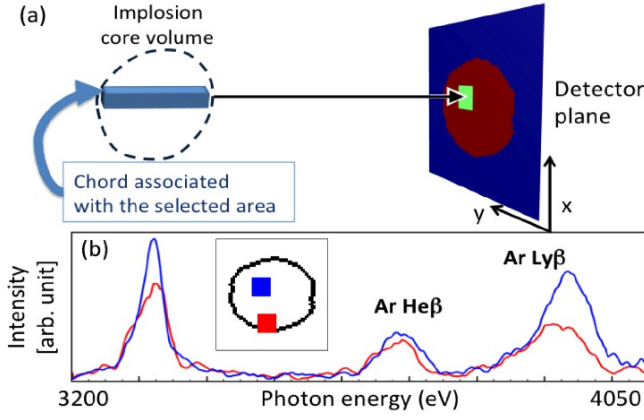 (a)
Implosion
core volume
Detector
plane
Chord associated
with the selected area
y
x
(b)
Ar Lyβ
Ar Heβ
Intensity
[arb. unit]
3200
Photon energy (eV)
4050